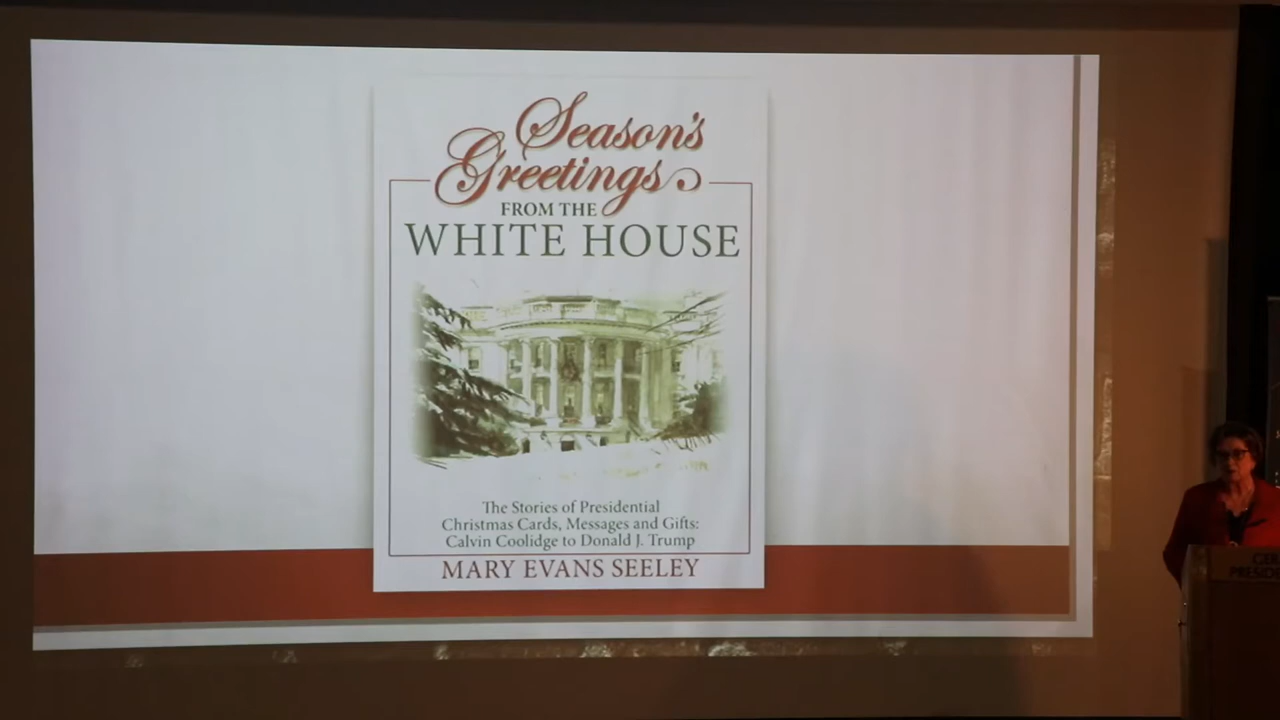 Season's
Greetings
FROM THE
WHITE HOUSE
The Stories of Presidential
Christmas Cards, Messages and Gifts:
Calvin Coolidge to Donald J. Trump
MARY EVANS SEELEY